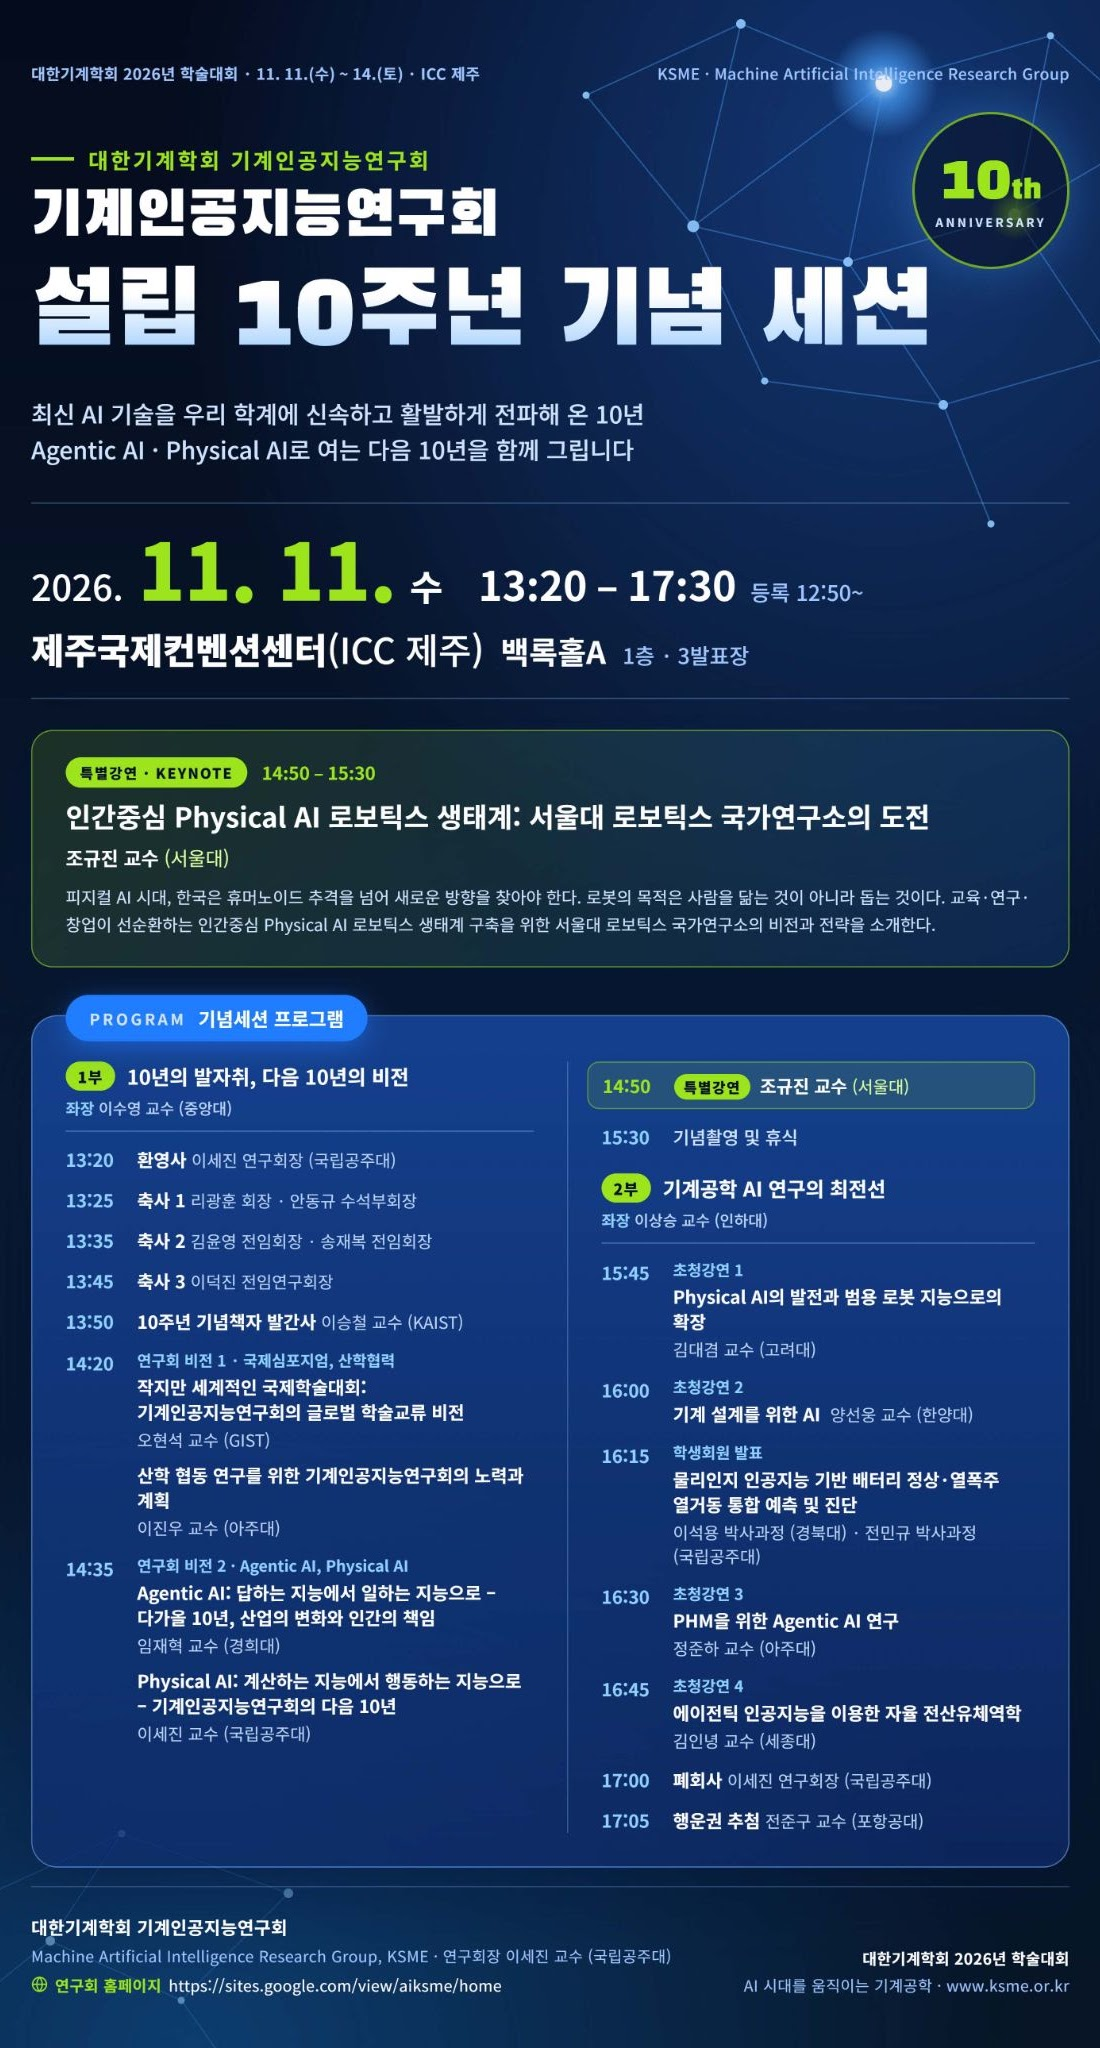 대한기계학회 2026년 학술대회 · 11. 11.(수) ~ 14.(토) · ICC 제주
KSME · Machine Artificial Intelligence Research Group
10th
ANNIVERSARY
대한기계학회 기계인공지능연구회
기계인공지능연구회
설립 10주년 기념 세션
최신 AI 기술을 우리 학계에 신속하고 활발하게 전파해 온 10년
Agentic AI · Physical AI로 여는 다음 10년을 함께 그립니다
2026. 11. 11. 수 13:20 – 17:30 등록 12:50~
제주국제컨벤션센터(ICC 제주) 백록홀A 1층 · 3발표장
특별강연 · KEYNOTE 14:50 – 15:30
인간중심 Physical AI 로보틱스 생태계: 서울대 로보틱스 국가연구소의 도전
조규진 교수 (서울대)
피지컬 AI 시대, 한국은 휴머노이드 추격을 넘어 새로운 방향을 찾아야 한다. 로봇의 목적은 사람을 닮는 것이 아니라 돕는 것이다. 교육·연구·
창업이 선순환하는 인간중심 Physical AI 로보틱스 생태계 구축을 위한 서울대 로보틱스 국가연구소의 비전과 전략을 소개한다.
PROGRAM 기념세션 프로그램
1부 10년의 발자취, 다음 10년의 비전
좌장 이수영 교수 (중앙대)
13:20 환영사 이세진 연구회장 (국립공주대)
13:25 축사 1 리광훈 회장 · 안동규 수석부회장
13:35 축사 2 김윤영 전임회장 · 송재복 전임회장
13:45 축사 3 이덕진 전임연구회장
13:50 10주년 기념책자 발간사 이승철 교수 (KAIST)
14:20 연구회 비전 1 · 국제심포지엄, 산학협력
작지만 세계적인 국제학술대회:
기계인공지능연구회의 글로벌 학술교류 비전
오현석 교수 (GIST)
산학 협동 연구를 위한 기계인공지능연구회의 노력과
계획
이진우 교수 (아주대)
14:35 연구회 비전 2 · Agentic AI, Physical AI
Agentic AI: 답하는 지능에서 일하는 지능으로 –
다가올 10년, 산업의 변화와 인간의 책임
임재혁 교수 (경희대)
Physical AI: 계산하는 지능에서 행동하는 지능으로
– 기계인공지능연구회의 다음 10년
이세진 교수 (국립공주대)
14:50 특별강연 조규진 교수 (서울대)
15:30 기념촬영 및 휴식
2부 기계공학 AI 연구의 최전선
좌장 이상승 교수 (인하대)
15:45 초청강연 1
Physical AI의 발전과 범용 로봇 지능으로의
확장
김대겸 교수 (고려대)
16:00 초청강연 2
기계 설계를 위한 AI 양선웅 교수 (한양대)
16:15 학생회원 발표
물리인지 인공지능 기반 배터리 정상·열폭주
열거동 통합 예측 및 진단
이석용 박사과정 (경북대) · 전민규 박사과정
(국립공주대)
16:30 초청강연 3
PHM을 위한 Agentic AI 연구
정준하 교수 (아주대)
16:45 초청강연 4
에이전틱 인공지능을 이용한 자율 전산유체역학
김인녕 교수 (세종대)
17:00 폐회사 이세진 연구회장 (국립공주대)
17:05 행운권 추첨 전준구 교수 (포항공대)
대한기계학회 기계인공지능연구회
Machine Artificial Intelligence Research Group, KSME · 연구회장 이세진 교수 (국립공주대)
연구회 홈페이지 https://sites.google.com/view/aiksme/home
대한기계학회 2026년 학술대회
AI 시대를 움직이는 기계공학 · www.ksme.or.kr